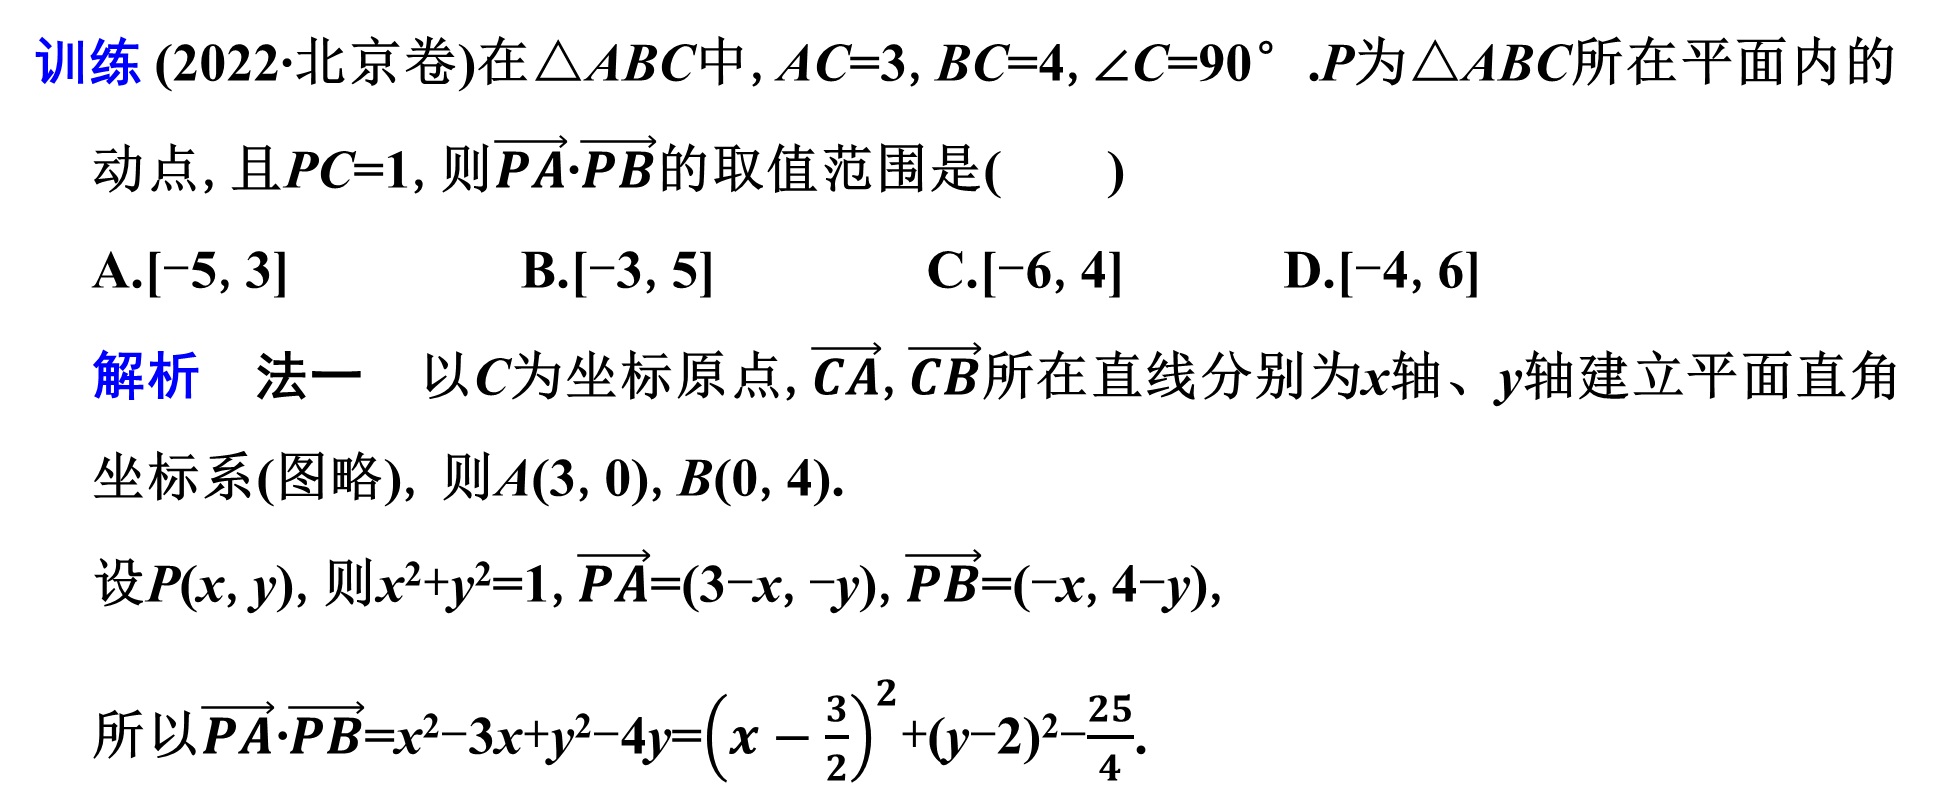 训练 (2022·北京卷)在△ABC中, AC=3, BC=4, ∠C=90°.P为△ABC所在平面内的
动点, 且PC=1, 则$\overrightarrow{PA}$·$\overrightarrow{PB}$的取值范围是(  )
A.[−5, 3] B.[−3, 5] C.[−6, 4] D.[−4, 6]
解析 法一 以C为坐标原点, $\overrightarrow{CA}$, $\overrightarrow{CB}$所在直线分别为x轴、y轴建立平面直角
坐标系(图略), 则A(3, 0), B(0, 4).
设P(x, y), 则x²+y²=1, $\overrightarrow{PA}$=(3−x, −y), $\overrightarrow{PB}$=(−x, 4−y),
所以$\overrightarrow{PA}$·$\overrightarrow{PB}$=x²−3x+y²−4y=$\left(x-\frac{3}{2}\right)^2$+(y−2)²−$\frac{25}{4}$.